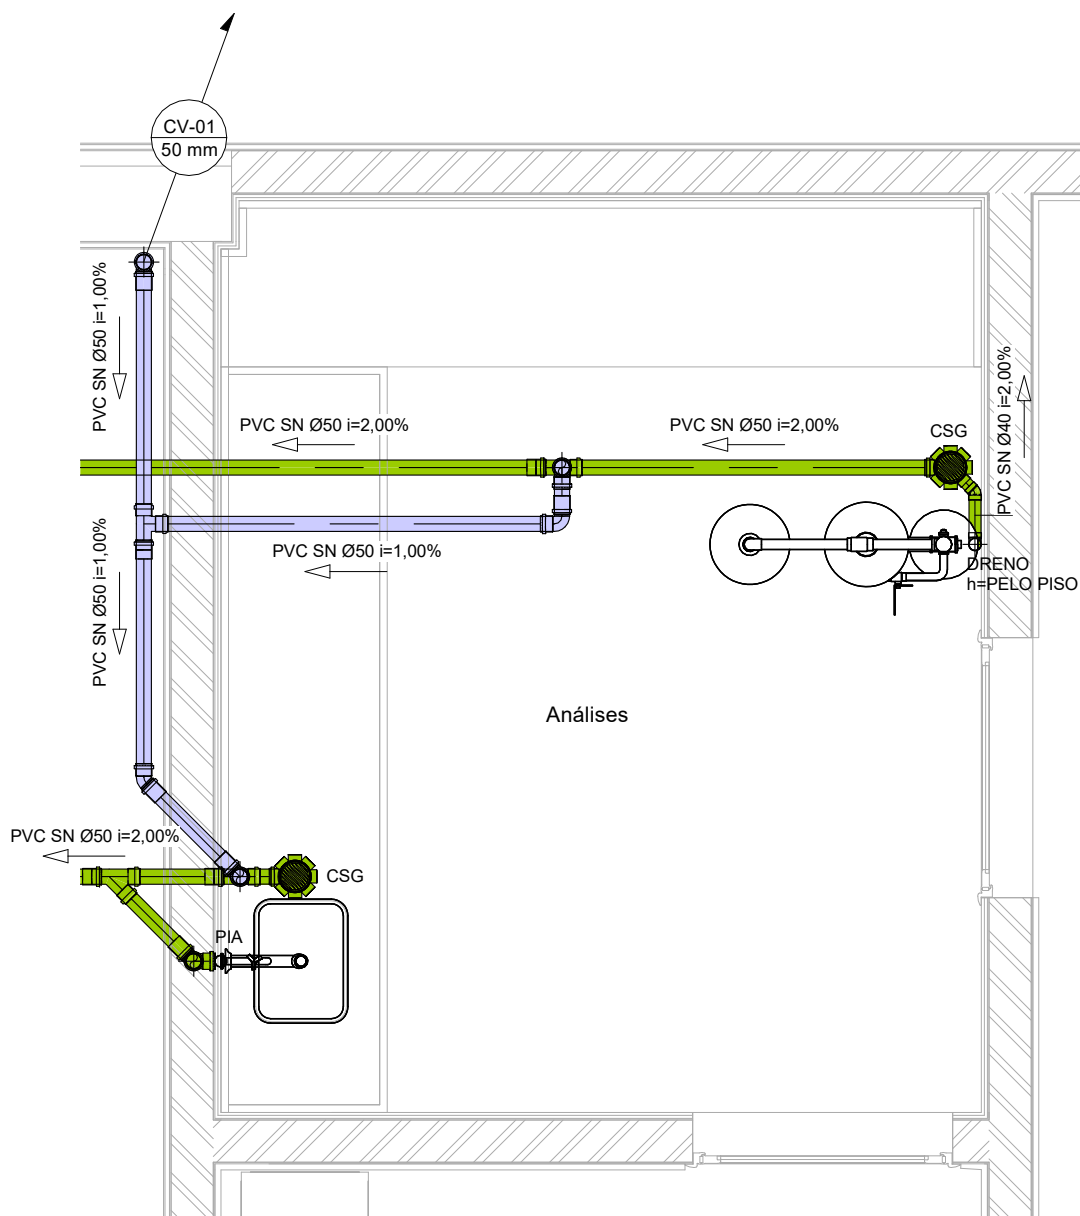 CV-01
50 mm
PVC SN Ø50 i=1,00%
PVC SN Ø50 i=2,00%
PVC SN Ø50 i=2,00%
CSG
PVC SN Ø40 i=2,00%
PVC SN Ø50 i=1,00%
PVC SN Ø50 i=1,00%
DRENO
h=PELO PISO
Análises
PVC SN Ø50 i=2,00%
CSG
PIA